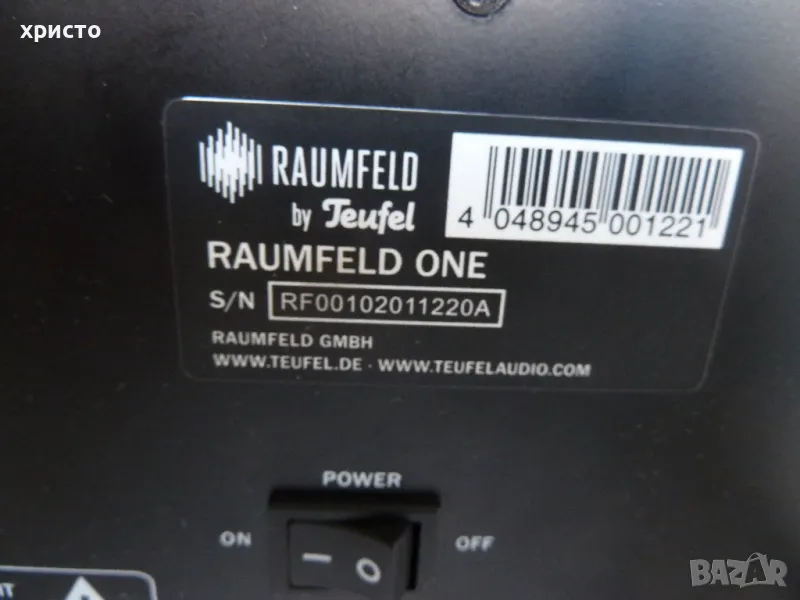 христо
RAUMFELD
by Teufel
4 048945 001221
RAUMFELD ONE
S/N RF00102011220A
RAUMFELD GMBH
WWW.TEUFEL.DE · WWW.TEUFELAUDIO.COM
POWER
ON
OFF
BAZAR